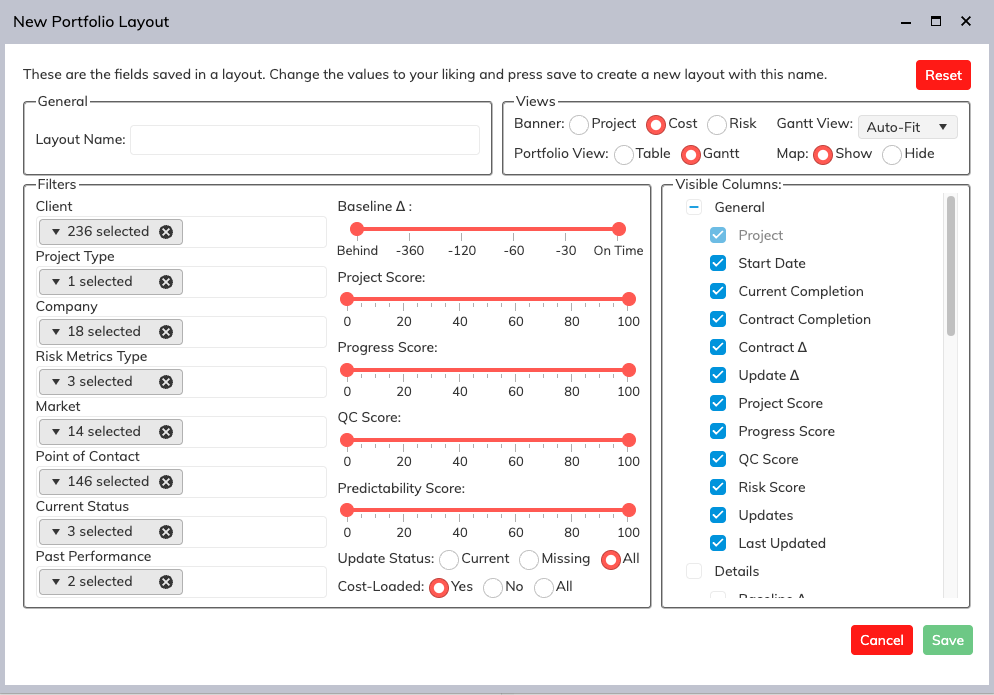 New Portfolio Layout
These are the fields saved in a layout. Change the values to your liking and press save to create a new layout with this name.
Reset
General
Layout Name:
Views
Banner: Project Cost Risk Gantt View: Auto-Fit
Portfolio View: Table Gantt Map: Show Hide
Filters
Client
236 selected
Project Type
1 selected
Company
18 selected
Risk Metrics Type
3 selected
Market
14 selected
Point of Contact
146 selected
Current Status
3 selected
Past Performance
2 selected
Baseline Δ :
Behind -360 -120 -60 -30 On Time
Project Score:
0 20 40 60 80 100
Progress Score:
0 20 40 60 80 100
QC Score:
0 20 40 60 80 100
Predictability Score:
0 20 40 60 80 100
Update Status: Current Missing All
Cost-Loaded: Yes No All
Visible Columns:
General
Project
Start Date
Current Completion
Contract Completion
Contract Δ
Update Δ
Project Score
Progress Score
QC Score
Risk Score
Updates
Last Updated
Details
Baseline Δ
Cancel
Save